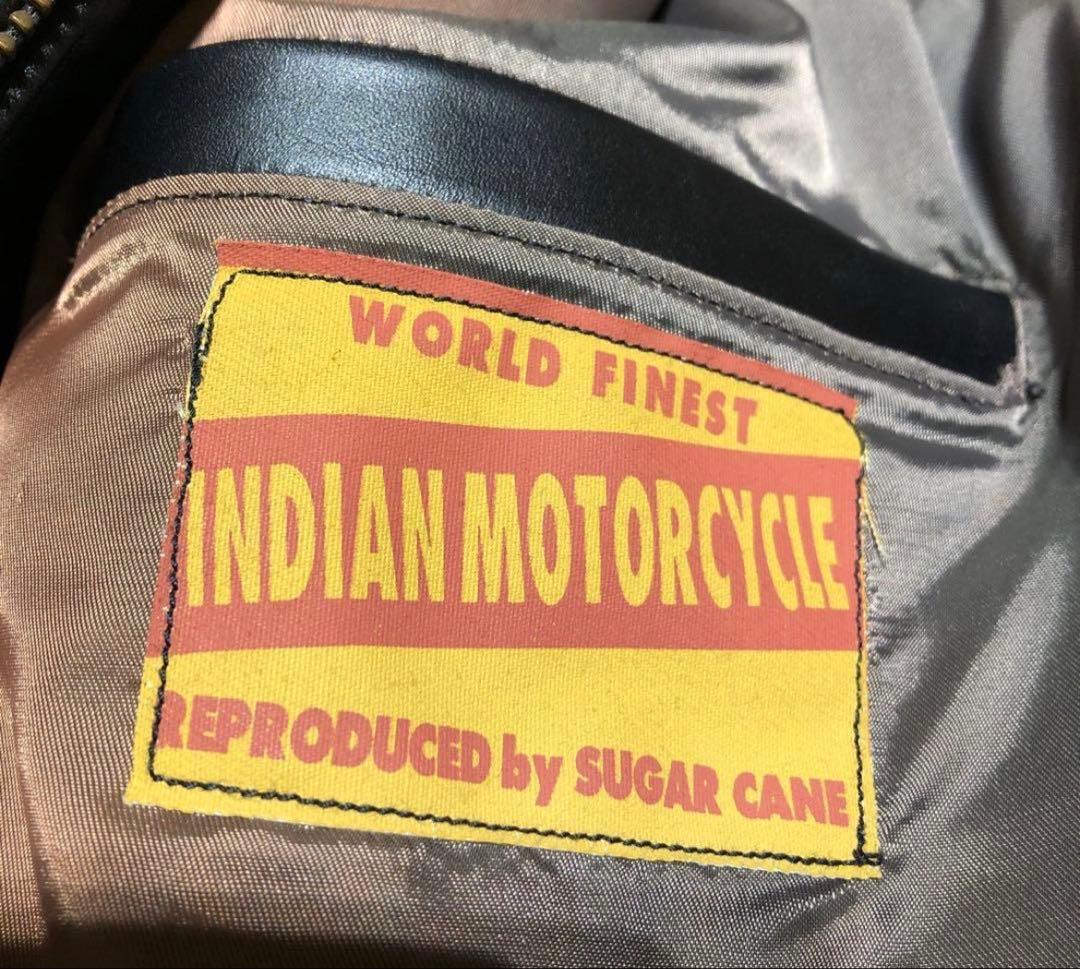 WORLD FINEST
INDIAN MOTORCYCLE
REPRODUCED by SUGAR CANE